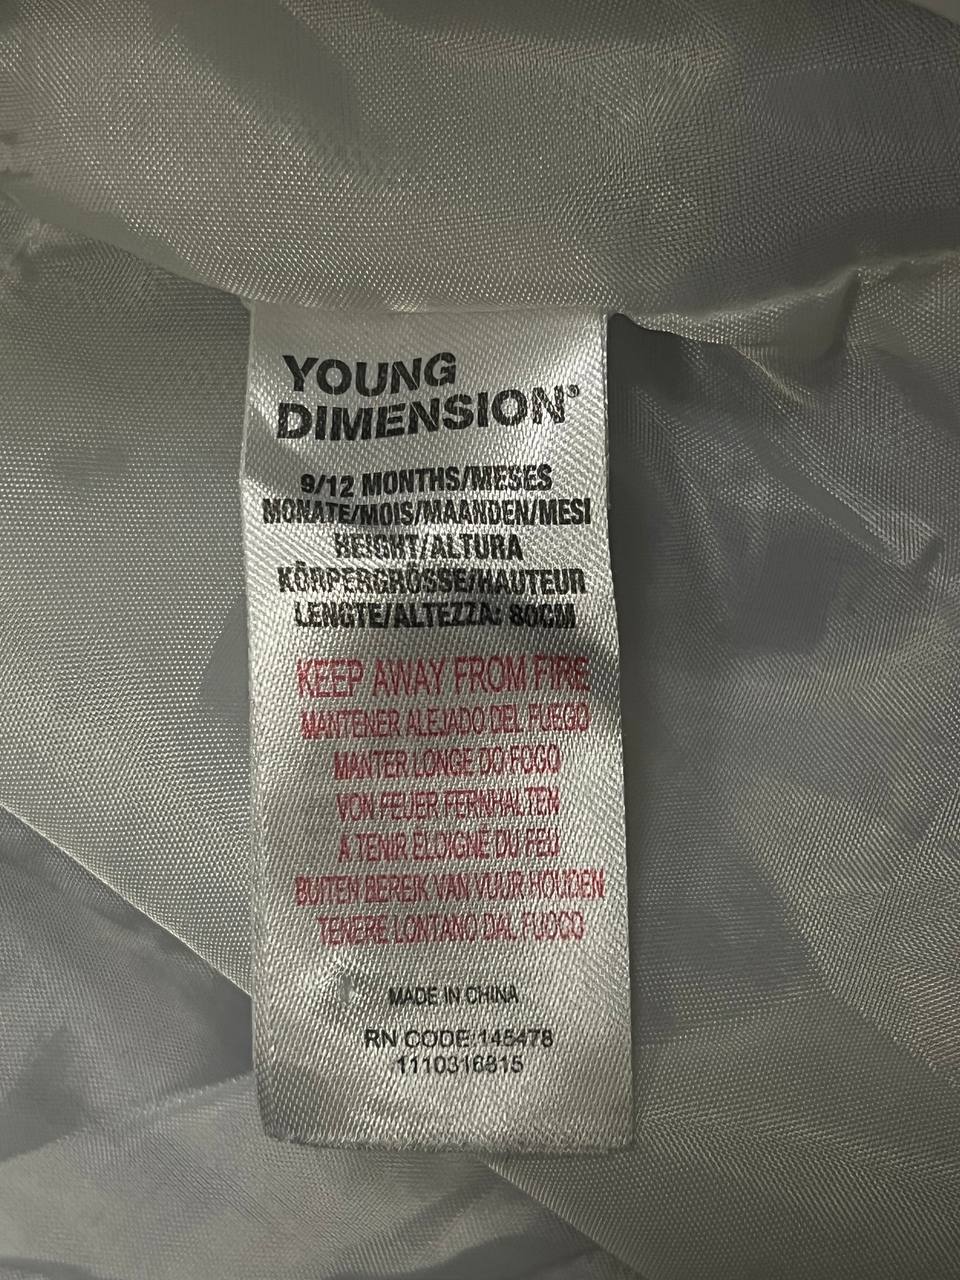 YOUNG
DIMENSION®
9/12 MONTHS/MESES
MONATE/MOIS/MAANDEN/MESI
HEIGHT/ALTURA
KÖRPERGRÖSSE/HAUTEUR
LENGTE/ALTEZZA: 80CM
KEEP AWAY FROM FIRE
MANTENER ALEJADO DEL FUEGO
MANTER LONGE DO FOGO
VON FEUER FERNHALTEN
A TENIR ÉLOIGNÉ DU FEU
BUITEN BEREIK VAN VUUR HOUDEN
TENERE LONTANO DAL FUOCO
MADE IN CHINA
RN CODE 145478
1110316815